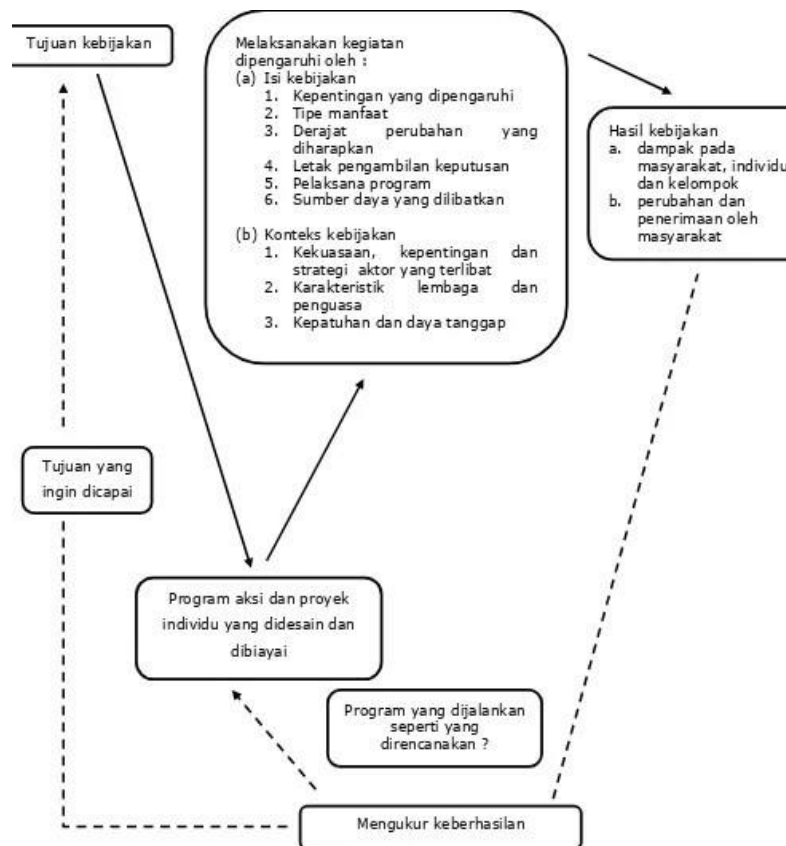 Tujuan kebijakan
Melaksanakan kegiatan
dipengaruhi oleh :
(a) Isi kebijakan
1. Kepentingan yang dipengaruhi
2. Tipe manfaat
3. Derajat perubahan yang
diharapkan
4. Letak pengambilan keputusan
5. Pelaksana program
6. Sumber daya yang dilibatkan
(b) Konteks kebijakan
1. Kekuasaan, kepentingan dan
strategi aktor yang terlibat
2. Karakteristik lembaga dan
penguasa
3. Kepatuhan dan daya tanggap
Hasil kebijakan
a. dampak pada
masyarakat, individu
dan kelompok
b. perubahan dan
penerimaan oleh
masyarakat
Tujuan yang
ingin dicapai
Program aksi dan proyek
individu yang didesain dan
dibiayai
Program yang dijalankan
seperti yang
direncanakan ?
Mengukur keberhasilan